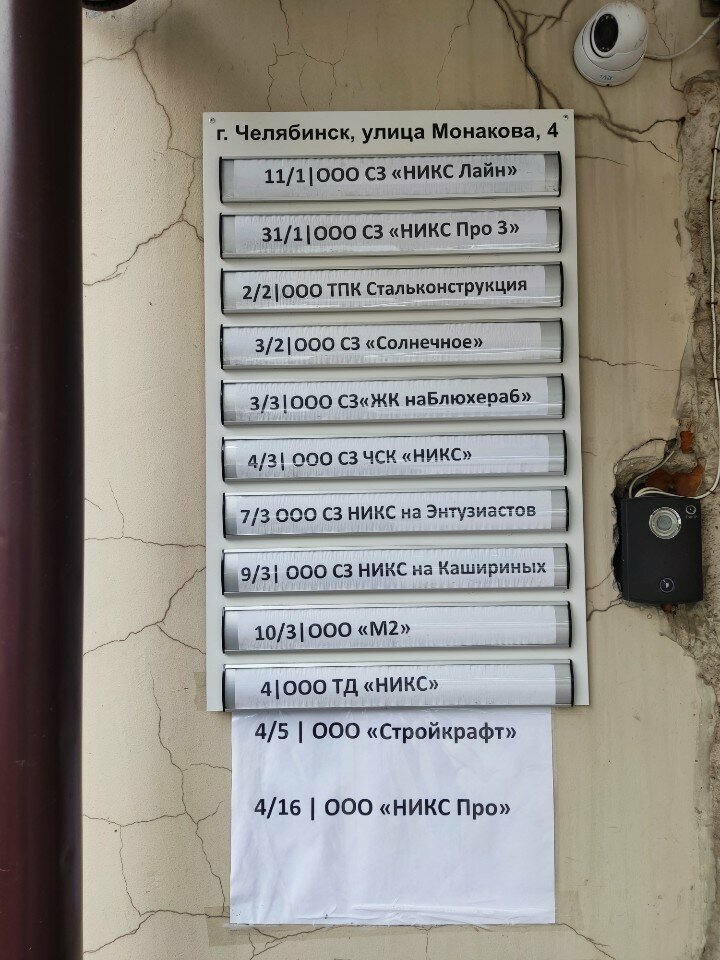 г. Челябинск, улица Монакова, 4
11/1|ООО СЗ «НИКС Лайн»
31/1|ООО СЗ «НИКС Про 3»
2/2|ООО ТПК Стальконструкция
3/2|ООО СЗ «Солнечное»
3/3|ООО СЗ«ЖК наБлюхераб»
4/3| ООО СЗ ЧСК «НИКС»
7/3 ООО СЗ НИКС на Энтузиастов
9/3| ООО СЗ НИКС на Кашириных
10/3|ООО «М2»
4|ООО ТД «НИКС»
4/5 | ООО «Стройкрафт»
4/16 | ООО «НИКС Про»